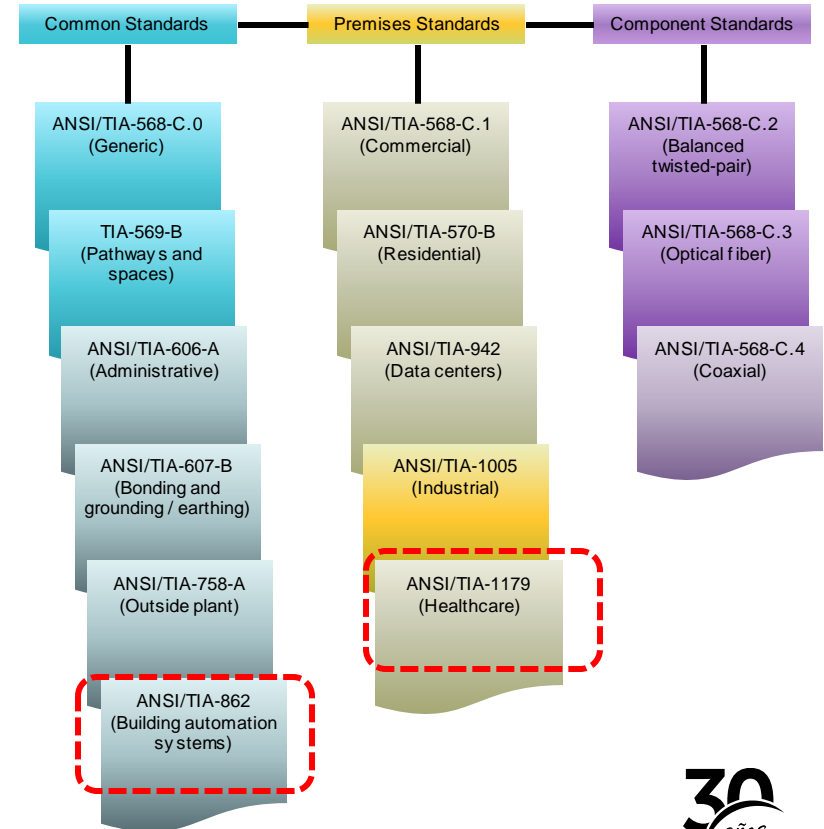 Common Standards
Premises Standards
Component Standards
ANSI/TIA-568-C.0
(Generic)
TIA-569-B
(Pathways and
spaces)
ANSI/TIA-606-A
(Administrative)
ANSI/TIA-607-B
(Bonding and
grounding / earthing)
ANSI/TIA-758-A
(Outside plant)
ANSI/TIA-862
(Building automation
systems)
ANSI/TIA-568-C.1
(Commercial)
ANSI/TIA-570-B
(Residential)
ANSI/TIA-942
(Data centers)
ANSI/TIA-1005
(Industrial)
ANSI/TIA-1179
(Healthcare)
ANSI/TIA-568-C.2
(Balanced
twisted-pair)
ANSI/TIA-568-C.3
(Optical fiber)
ANSI/TIA-568-C.4
(Coaxial)
30
años